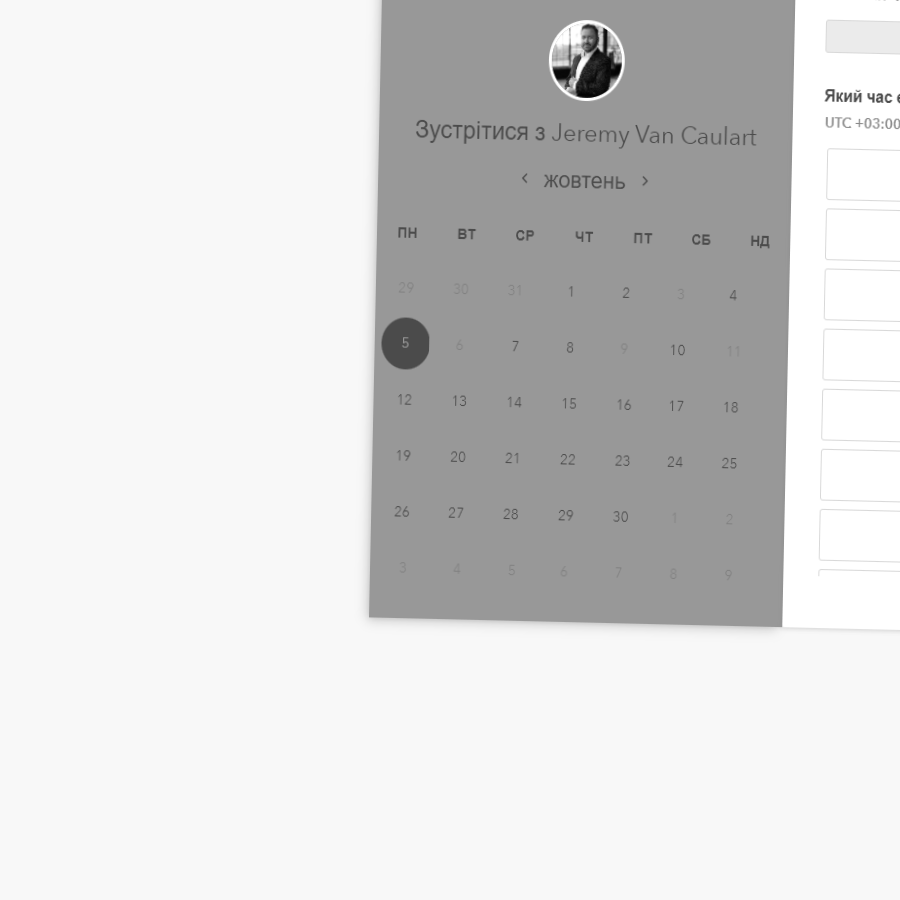 Зустрітися з Jeremy Van Caulart
‹ жовтень ›
ПН ВТ СР ЧТ ПТ СБ НД
29 30 31 1 2 3 4
5 6 7 8 9 10 11
12 13 14 15 16 17 18
19 20 21 22 23 24 25
26 27 28 29 30 1 2
3 4 5 6 7 8 9
Який час
UTC +03:00